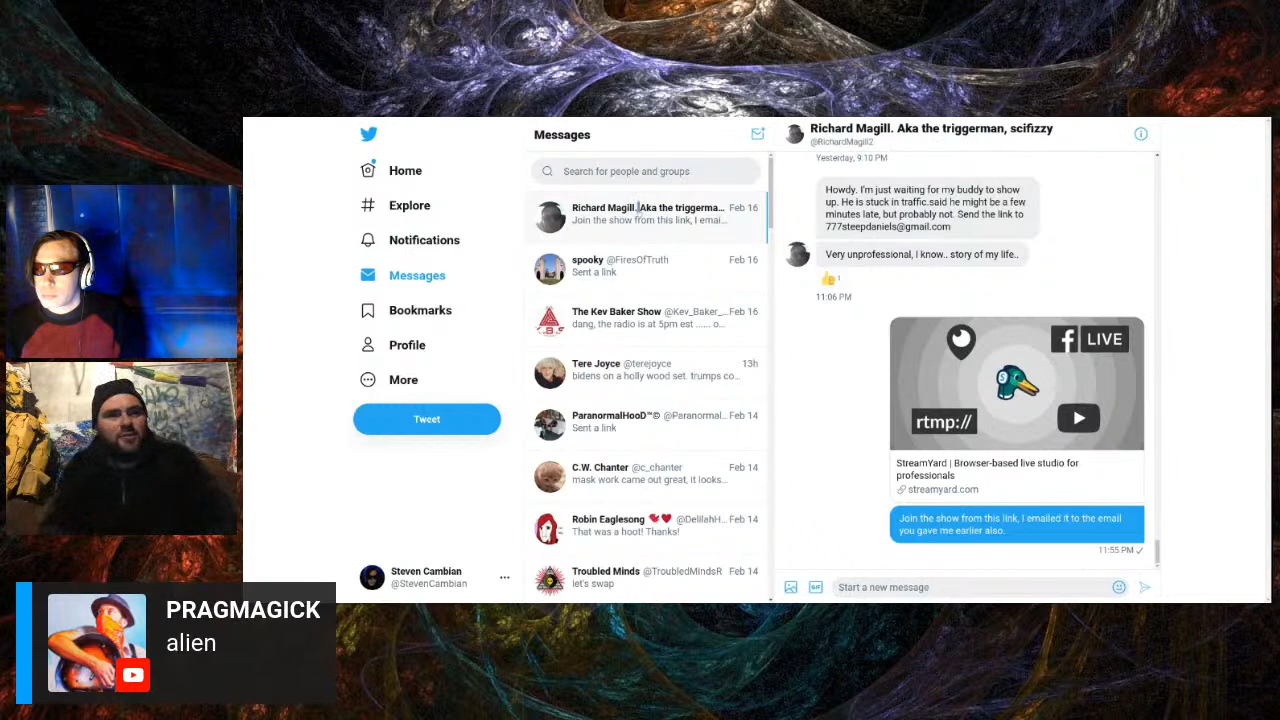 Home
Explore
Notifications
Messages
Bookmarks
Profile
More
Tweet
Steven Cambian
@StevenCambian
Messages
Search for people and groups
Richard Magill. Aka the triggerma... Feb 16
Join the show from this link, I emai...
spooky @FiresOfTruth Feb 16
Sent a link
The Kev Baker Show @Kev_Baker_... Feb 16
dang, the radio is at 5pm est ...... o...
Tere Joyce @terejoyce 13h
bidens on a holly wood set. trumps co...
ParanormalHooD™© @Paranormal... Feb 14
Sent a link
C.W. Chanter @c_chanter Feb 14
mask work came out great, it looks...
Robin Eaglesong @DelilahH... Feb 14
That was a hoot! Thanks!
Troubled Minds @TroubledMindsR Feb 14
let's swap
Richard Magill. Aka the triggerman, scifizzy
@RichardMagill2
Yesterday, 9:10 PM
Howdy. I'm just waiting for my buddy to show
up. He is stuck in traffic.said he might be a few
minutes late, but probably not. Send the link to
777steepdaniels@gmail.com
Very unprofessional, I know.. story of my life..
1
11:06 PM
f LIVE
S
rtmp://
StreamYard | Browser-based live studio for
professionals
streamyard.com
Join the show from this link, I emailed it to the email
you gave me earlier also.
11:55 PM
GIF
Start a new message
PRAGMAGICK
alien